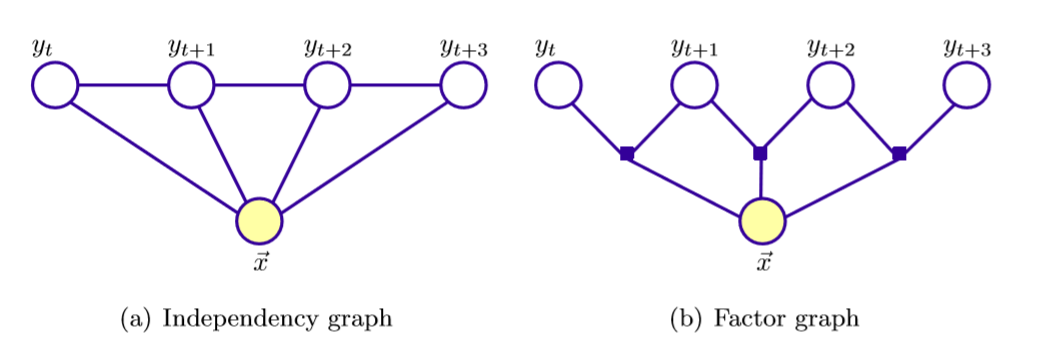 y_t y_{t+1} y_{t+2} y_{t+3} y_t y_{t+1} y_{t+2} y_{t+3}
\vec{x} \vec{x}
(a) Independency graph (b) Factor graph